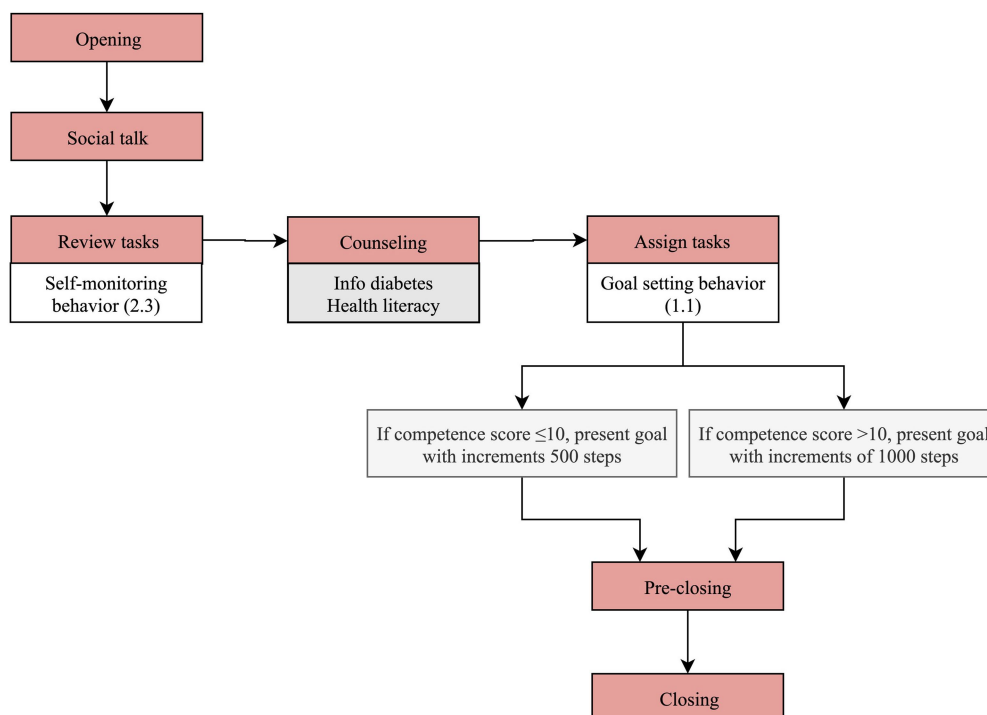 Opening
Social talk
Review tasks
Self-monitoring
behavior (2.3)
Counseling
Info diabetes
Health literacy
Assign tasks
Goal setting behavior
(1.1)
If competence score ≤10, present goal
with increments 500 steps
If competence score >10, present goal
with increments of 1000 steps
Pre-closing
Closing